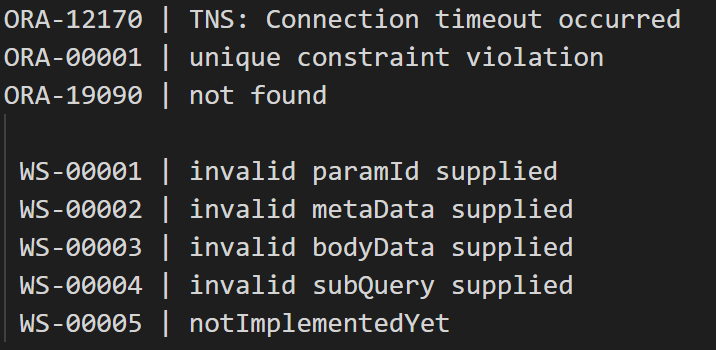 ORA-12170 | TNS: Connection timeout occurred
ORA-00001 | unique constraint violation
ORA-19090 | not found
WS-00001 | invalid paramId supplied
WS-00002 | invalid metaData supplied
WS-00003 | invalid bodyData supplied
WS-00004 | invalid subQuery supplied
WS-00005 | notImplementedYet